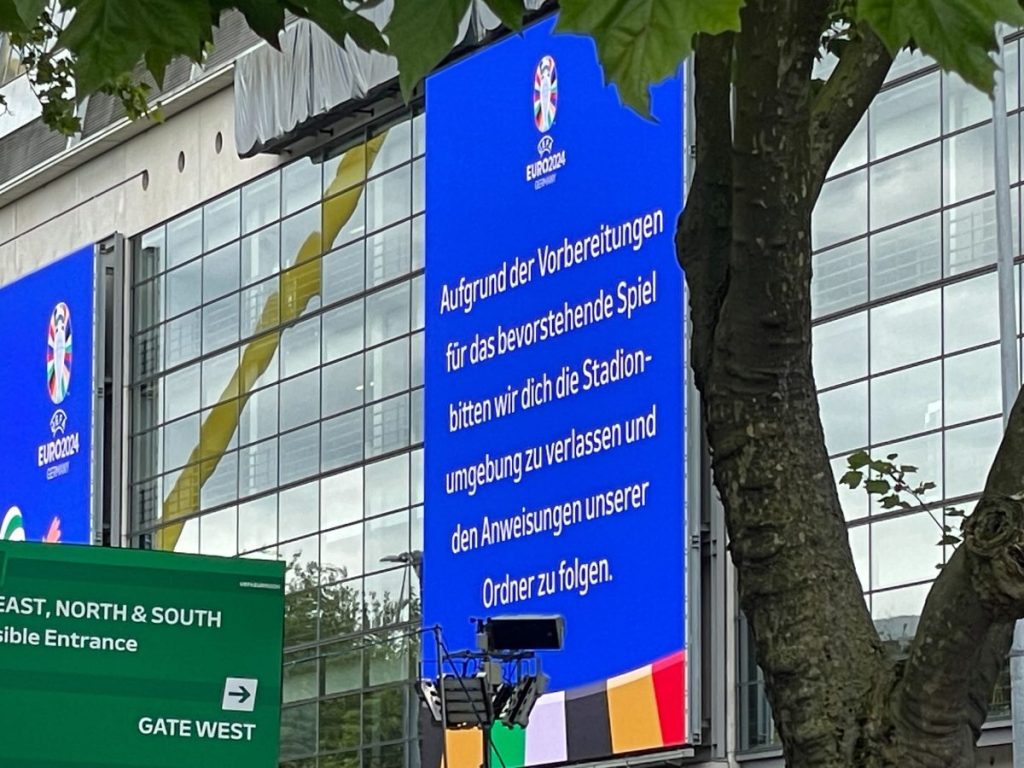 EURO2024
GERMANY
Aufgrund der Vorbereitungen
für das bevorstehende Spiel
bitten wir dich die Stadion-
umgebung zu verlassen und
den Anweisungen unserer
Ordner zu folgen.
EURO2024
GERMANY
EAST, NORTH & SOUTH
sible Entrance
GATE WEST